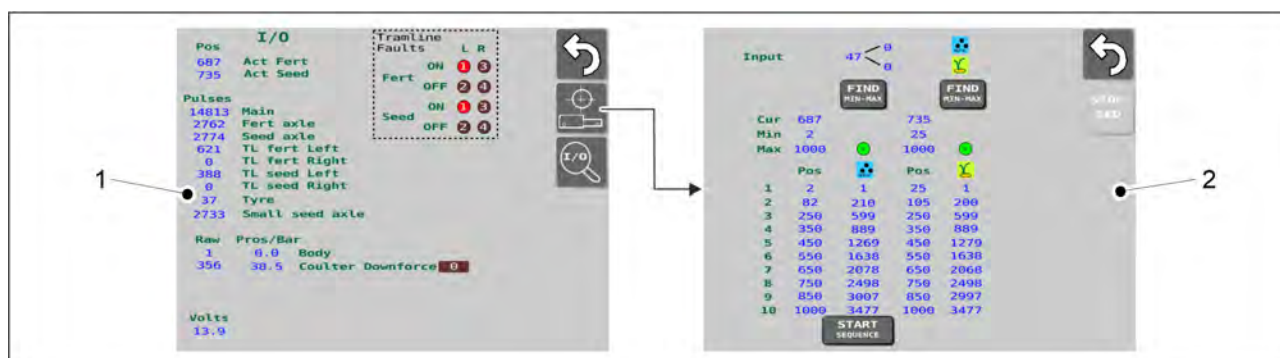 I/O
Pos
687 Act Fert
735 Act Seed
Tramline
Faults L R
Fert
ON 1 3
OFF 2 4
Seed
ON 1 3
OFF 2 4
Pulses
14813 Main
2762 Fert axle
2774 Seed axle
621 TL fert Left
0 TL fert Right
388 TL seed Left
0 TL seed Right
37 Tyre
2733 Small seed axle
Raw Pros/Bar
1 0.0 Body
356 38.5 Coulter Downforce 0
Volts
13.9
I/O
1
Input 47 0
0
FIND FIND
MIN-MAX MIN-MAX
Cur 687 735
Min 2 25
Max 1000 1000
Pos Pos
1 2 1 25 1
2 82 210 105 200
3 250 599 250 599
4 350 889 350 889
5 450 1269 450 1279
6 550 1638 550 1638
7 650 2078 650 2068
8 750 2498 750 2498
9 850 3007 850 2997
10 1000 3477 1000 3477
START
SEQUENCE
STOP
2